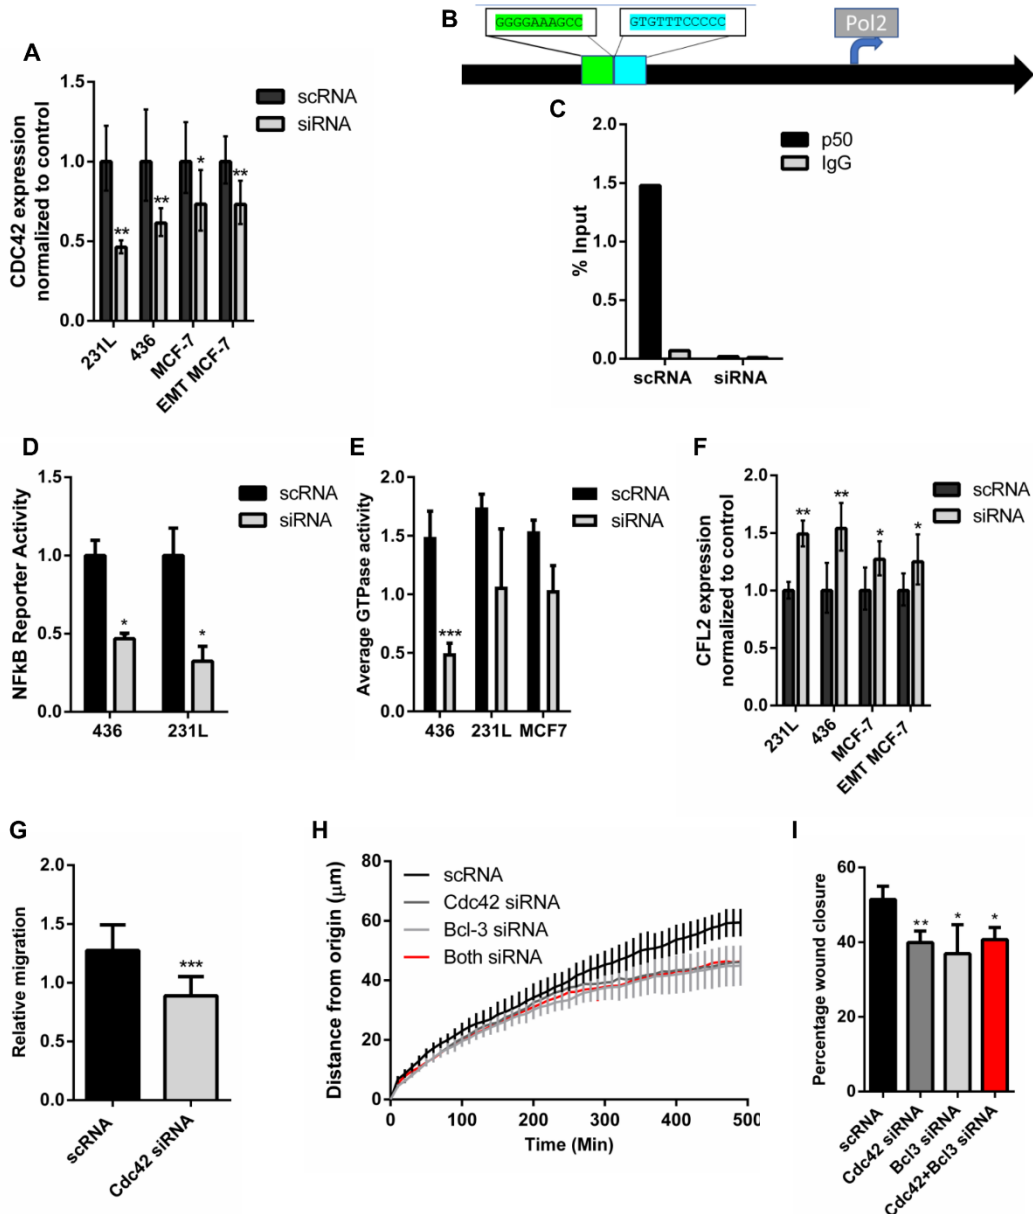 A
CDC42 expression
normalized to control
1.5
1.0
0.5
0.0
scRNA
siRNA
**
**
*
**
231L
436
MCF-7
EMT MCF-7
B
GGGGAAAGCC
GTGTTTCCCCC
Pol2
C
% Input
2.0
1.5
1.0
0.5
0.0
p50
IgG
scRNA
siRNA
D
NFkB Reporter Activity
1.5
1.0
0.5
0.0
scRNA
siRNA
*
*
436
231L
E
Average GTPase activity
2.0
1.5
1.0
0.5
0.0
scRNA
siRNA
***
436
231L
MCF7
F
CFL2 expression
normalized to control
2.0
1.5
1.0
0.5
0.0
scRNA
siRNA
**
**
*
*
231L
436
MCF-7
EMT MCF-7
G
Relative migration
2.0
1.5
1.0
0.5
0.0
***
scRNA
Cdc42 siRNA
H
Distance from origin (μm)
80
60
40
20
0
scRNA
Cdc42 siRNA
Bcl-3 siRNA
Both siRNA
0
100
200
300
400
500
Time (Min)
I
Percentage wound closure
60
40
20
0
**
*
*
scRNA
Cdc42 siRNA
Bcl3 siRNA
Cdc42+Bcl3 siRNA